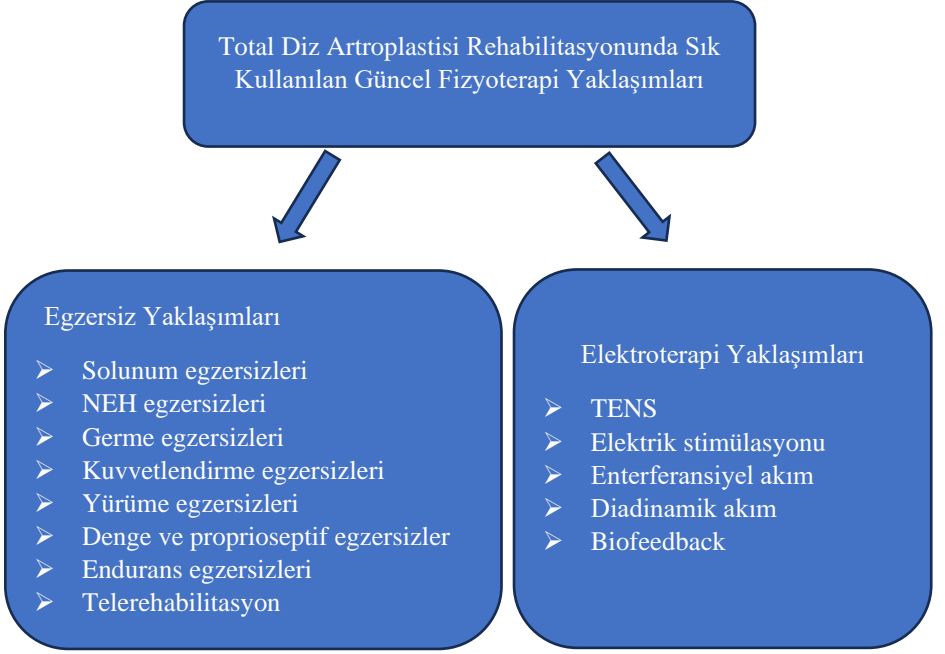 Total Diz Artroplastisi Rehabilitasyonunda Sık
Kullanılan Güncel Fizyoterapi Yaklaşımları
Egzersiz Yaklaşımları
➢ Solunum egzersizleri
➢ NEH egzersizleri
➢ Germe egzersizleri
➢ Kuvvetlendirme egzersizleri
➢ Yürüme egzersizleri
➢ Denge ve proprioseptif egzersizler
➢ Endurans egzersizleri
➢ Telerehabilitasyon
Elektroterapi Yaklaşımları
➢ TENS
➢ Elektrik stimülasyonu
➢ Enterferansiyel akım
➢ Diadinamik akım
➢ Biofeedback